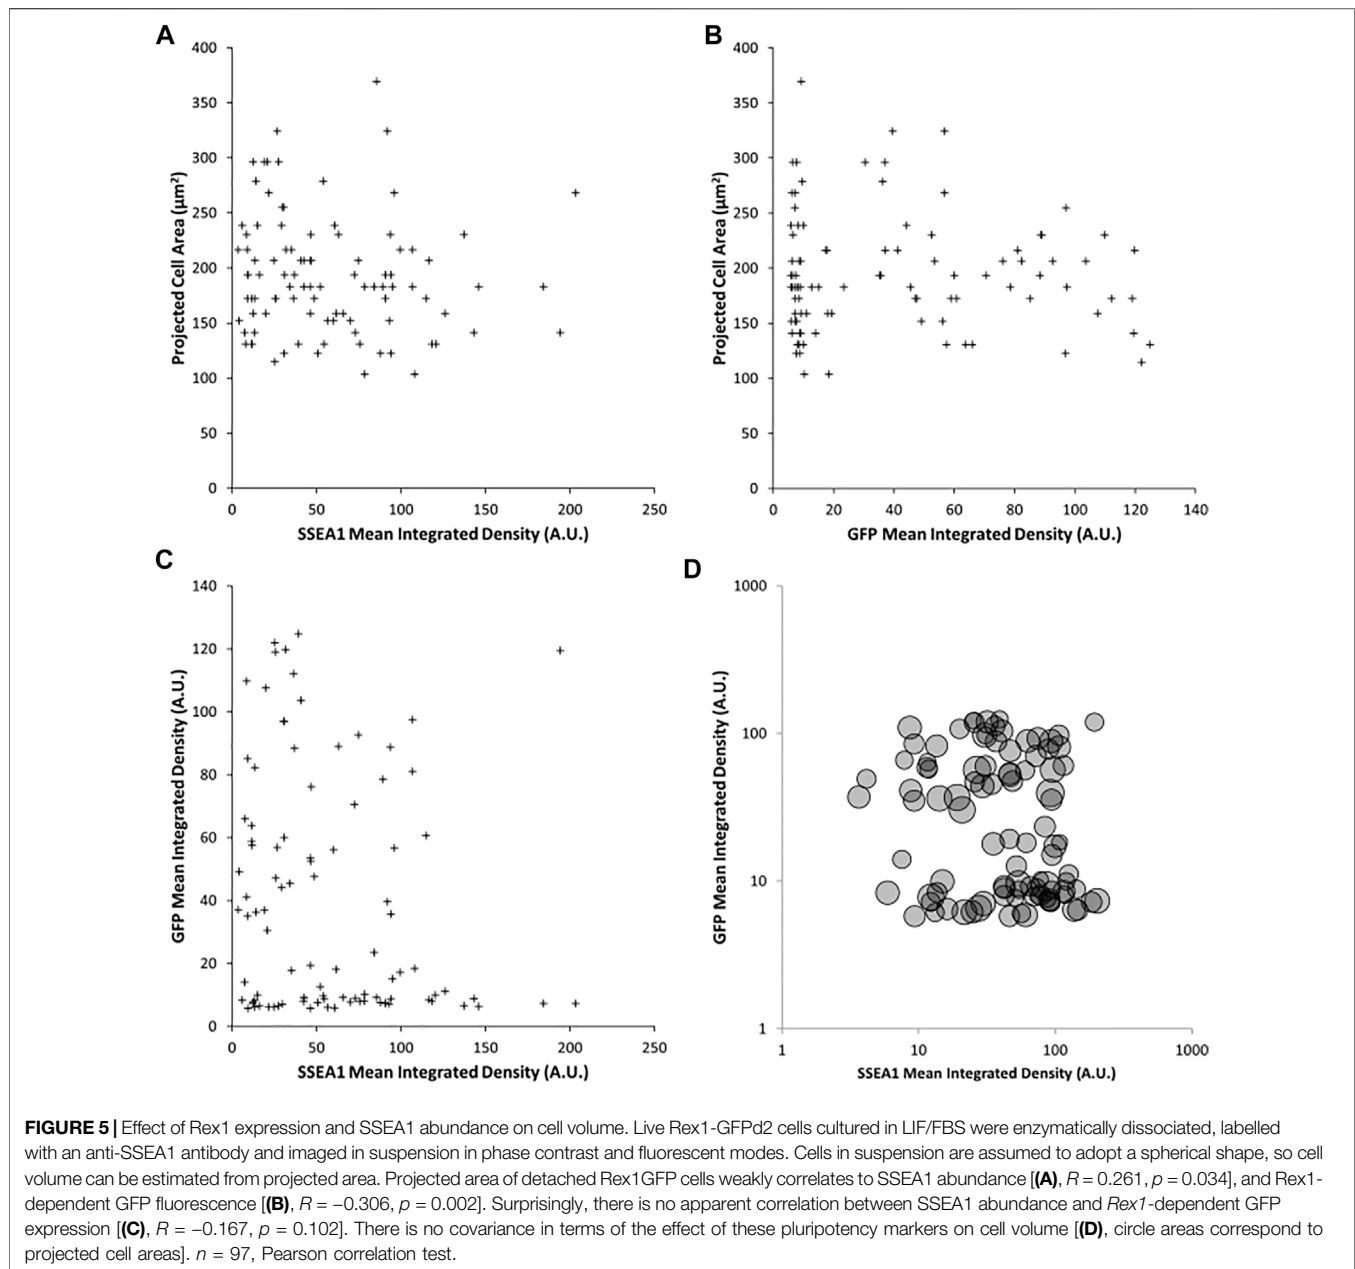 A
400
350
300
250
200
150
100
50
0
Projected Cell Area (µm²)
0 50 100 150 200 250
SSEA1 Mean Integrated Density (A.U.)
B
400
350
300
250
200
150
100
50
0
Projected Cell Area (µm²)
0 20 40 60 80 100 120 140
GFP Mean Integrated Density (A.U.)
C
140
120
100
80
60
40
20
0
GFP Mean Integrated Density (A.U.)
0 50 100 150 200 250
SSEA1 Mean Integrated Density (A.U.)
D
1000
100
10
1
GFP Mean Integrated Density (A.U.)
1 10 100 1000
SSEA1 Mean Integrated Density (A.U.)
FIGURE 5 | Effect of Rex1 expression and SSEA1 abundance on cell volume. Live Rex1-GFPd2 cells cultured in LIF/FBS were enzymatically dissociated, labelled
with an anti-SSEA1 antibody and imaged in suspension in phase contrast and fluorescent modes. Cells in suspension are assumed to adopt a spherical shape, so cell
volume can be estimated from projected area. Projected area of detached Rex1GFP cells weakly correlates to SSEA1 abundance [(A), R = 0.261, p = 0.034], and Rex1-
dependent GFP fluorescence [(B), R = −0.306, p = 0.002]. Surprisingly, there is no apparent correlation between SSEA1 abundance and Rex1-dependent GFP
expression [(C), R = −0.167, p = 0.102]. There is no covariance in terms of the effect of these pluripotency markers on cell volume [(D), circle areas correspond to
projected cell areas]. n = 97, Pearson correlation test.